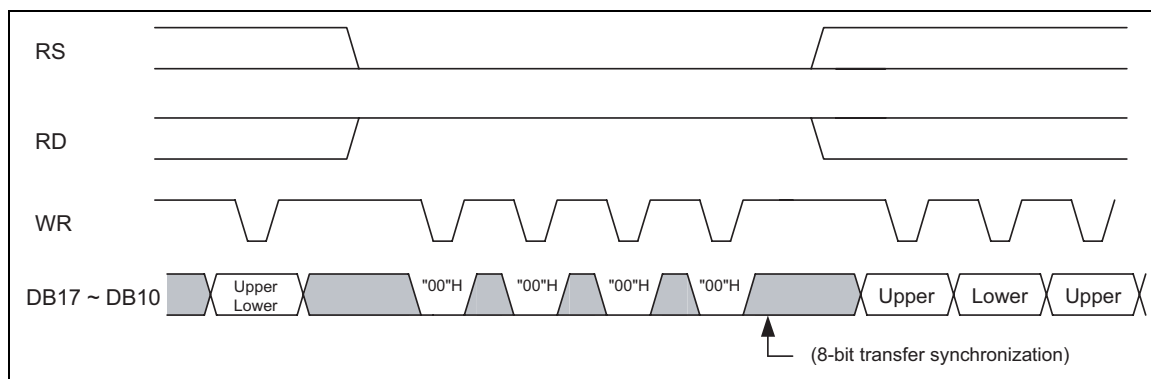 RS
RD
WR
DB17 ~ DB10
Upper
Lower
"00"H
"00"H
"00"H
"00"H
Upper
Lower
Upper
(8-bit transfer synchronization)